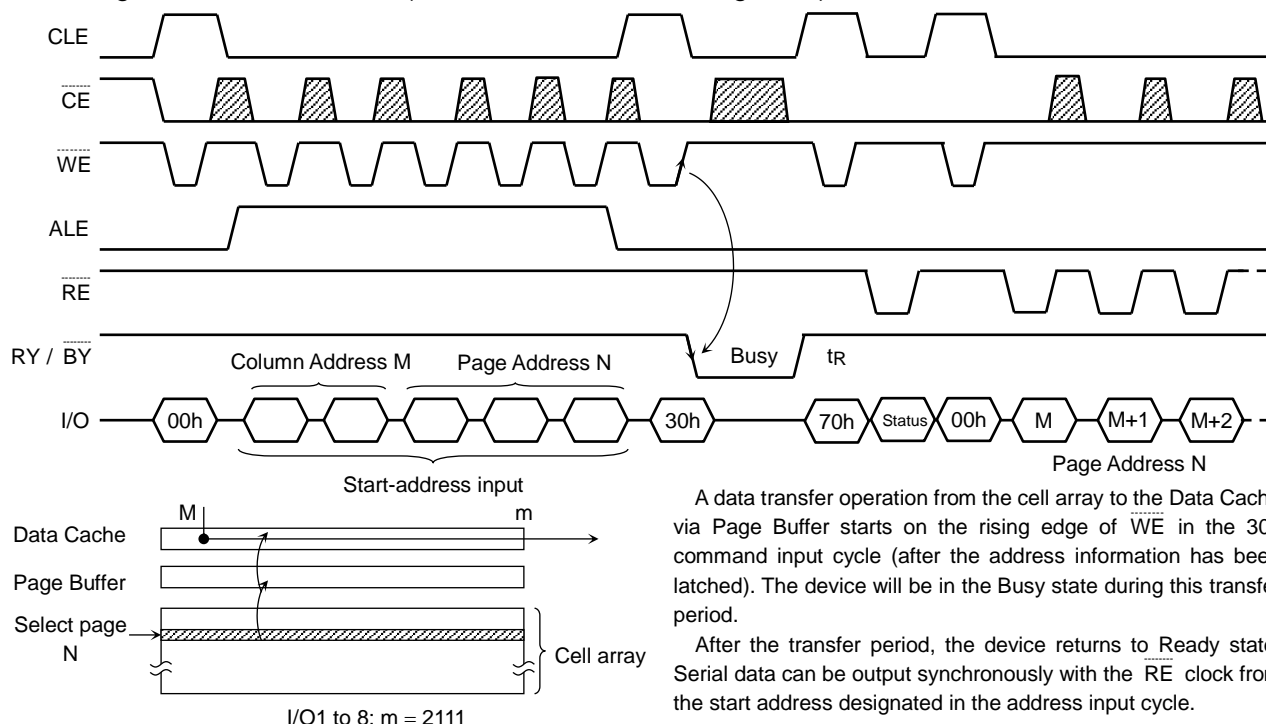 CLE
CE
WE
ALE
RE
RY / BY
Busy
tR
Column Address M
Page Address N
I/O
00h
30h
70h
Status
00h
M
M+1
M+2
Start-address input
Page Address N
M
m
Data Cache
Page Buffer
Select page
N
Cell array
I/O1 to 8: m = 2111
A data transfer operation from the cell array to the Data Cach
via Page Buffer starts on the rising edge of WE in the 30
command input cycle (after the address information has bee
latched). The device will be in the Busy state during this transfe
period.
After the transfer period, the device returns to Ready state
Serial data can be output synchronously with the RE clock from
the start address designated in the address input cycle.